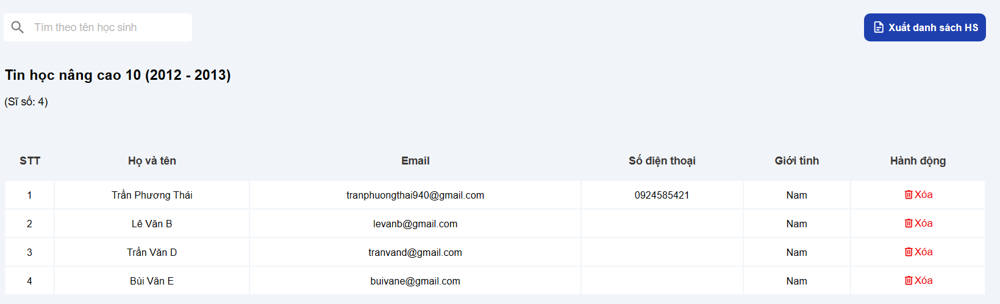 Tìm theo tên học sinh
Xuất danh sách HS
Tin học nâng cao 10 (2012 - 2013)
(Sĩ số: 4)
STT Họ và tên Email Số điện thoại Giới tính Hành động
1 Trần Phương Thái tranphuongthai940@gmail.com 0924585421 Nam Xóa
2 Lê Văn B levanb@gmail.com Nam Xóa
3 Trần Văn D tranvand@gmail.com Nam Xóa
4 Bùi Văn E buivane@gmail.com Nam Xóa